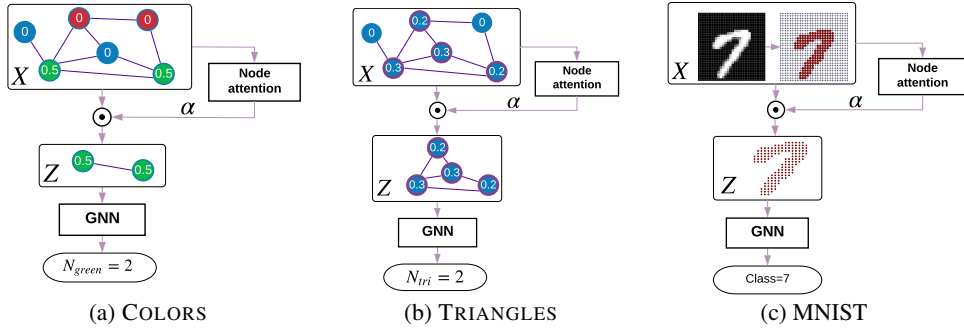 0
0
0
0
0.5
0.5
X
Node
attention
α
0.5
0.5
Z
GNN
N_green = 2
(a) COLORS
0.2
0
0
0.3
0.3
0.2
X
Node
attention
α
0.2
0.3
0.3
0.2
Z
GNN
N_tri = 2
(b) TRIANGLES
X
Node
attention
α
Z
GNN
Class=7
(c) MNIST